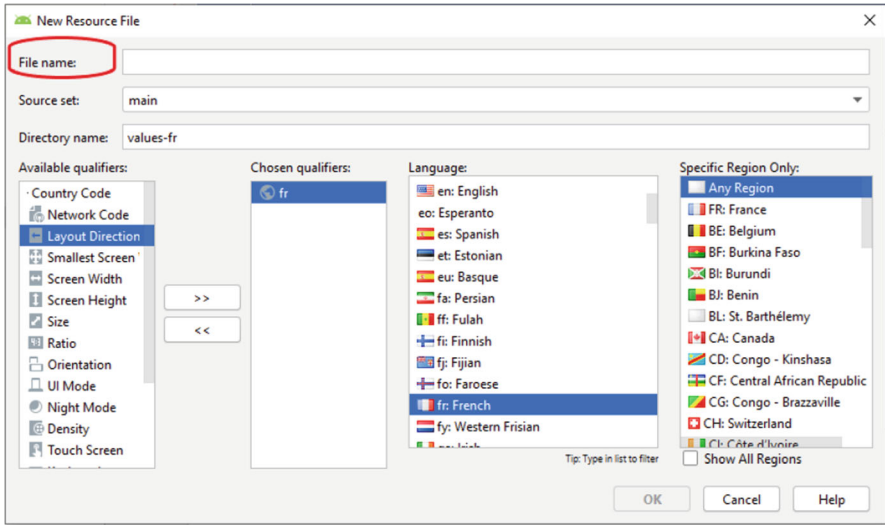 New Resource File
File name:
Source set: main
Directory name: values-fr
Available qualifiers:
Country Code
Network Code
Layout Direction
Smallest Screen
Screen Width
Screen Height
Size
Ratio
Orientation
UI Mode
Night Mode
Density
Touch Screen
>>
<<
Chosen qualifiers:
fr
Language:
en: English
eo: Esperanto
es: Spanish
et: Estonian
eu: Basque
fa: Persian
ff: Fulah
fi: Finnish
fj: Fijian
fo: Faroese
fr: French
fy: Western Frisian
Tip: Type in list to filter
Specific Region Only:
Any Region
FR: France
BE: Belgium
BF: Burkina Faso
BI: Burundi
BJ: Benin
BL: St. Barthélemy
CA: Canada
CD: Congo - Kinshasa
CF: Central African Republic
CG: Congo - Brazzaville
CH: Switzerland
CI: Côte d'Ivoire
Show All Regions
OK
Cancel
Help